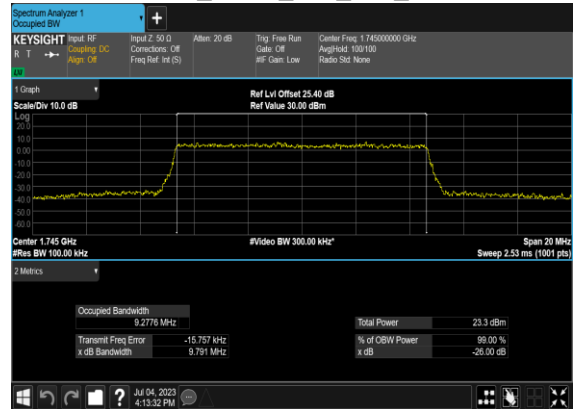 Spectrum Analyzer 1
Occupied BW
+
KEYSIGHT Input: RF Input Z: 50 Ω Atten: 20 dB Trig: Free Run Center Freq: 1.745000000 GHz
R T Coupling: DC Corrections: Off Gate: Off Avg|Hold: 100/100
Align: Off Freq Ref: Int (S) #IF Gain: Low Radio Std: None
1 Graph Ref Lvl Offset 25.40 dB
Scale/Div 10.0 dB Ref Value 30.00 dBm
Log
20.0
10.0
0.00
-10.0
-20.0
-30.0
-40.0
-50.0
-60.0
Center 1.745 GHz #Video BW 300.00 kHz* Span 20 MHz
#Res BW 100.00 kHz Sweep 2.53 ms (1001 pts)
2 Metrics
Occupied Bandwidth
9.2776 MHz Total Power 23.3 dBm
Transmit Freq Error -15.757 kHz % of OBW Power 99.00 %
x dB Bandwidth 9.791 MHz x dB -26.00 dB
? Jul 04, 2023
4:13:32 PM